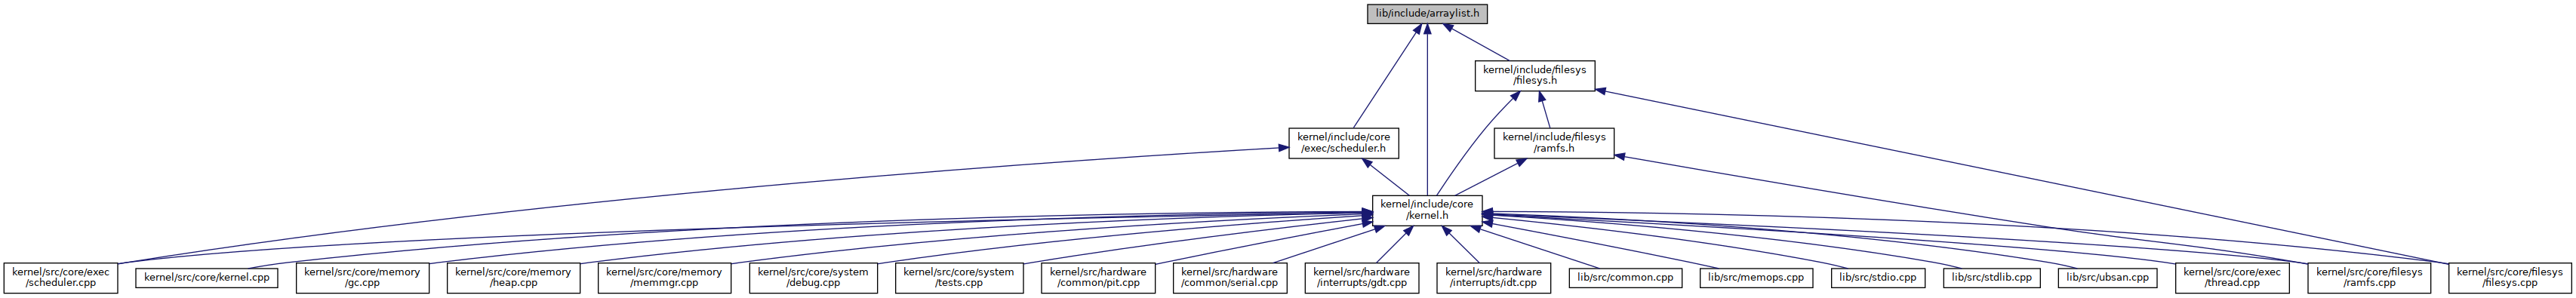 lib/include/arraylist.h
kernel/include/filesys
/filesys.h
kernel/include/core
/exec/scheduler.h
kernel/include/filesys
/ramfs.h
kernel/include/core
/kernel.h
kernel/src/core/exec
/scheduler.cpp
kernel/src/core/kernel.cpp
kernel/src/core/memory
/gc.cpp
kernel/src/core/memory
/heap.cpp
kernel/src/core/memory
/memmgr.cpp
kernel/src/core/system
/debug.cpp
kernel/src/core/system
/tests.cpp
kernel/src/hardware
/common/pit.cpp
kernel/src/hardware
/common/serial.cpp
kernel/src/hardware
/interrupts/gdt.cpp
kernel/src/hardware
/interrupts/idt.cpp
lib/src/common.cpp
lib/src/memops.cpp
lib/src/stdio.cpp
lib/src/stdlib.cpp
lib/src/ubsan.cpp
kernel/src/core/exec
/thread.cpp
kernel/src/core/filesys
/ramfs.cpp
kernel/src/core/filesys
/filesys.cpp